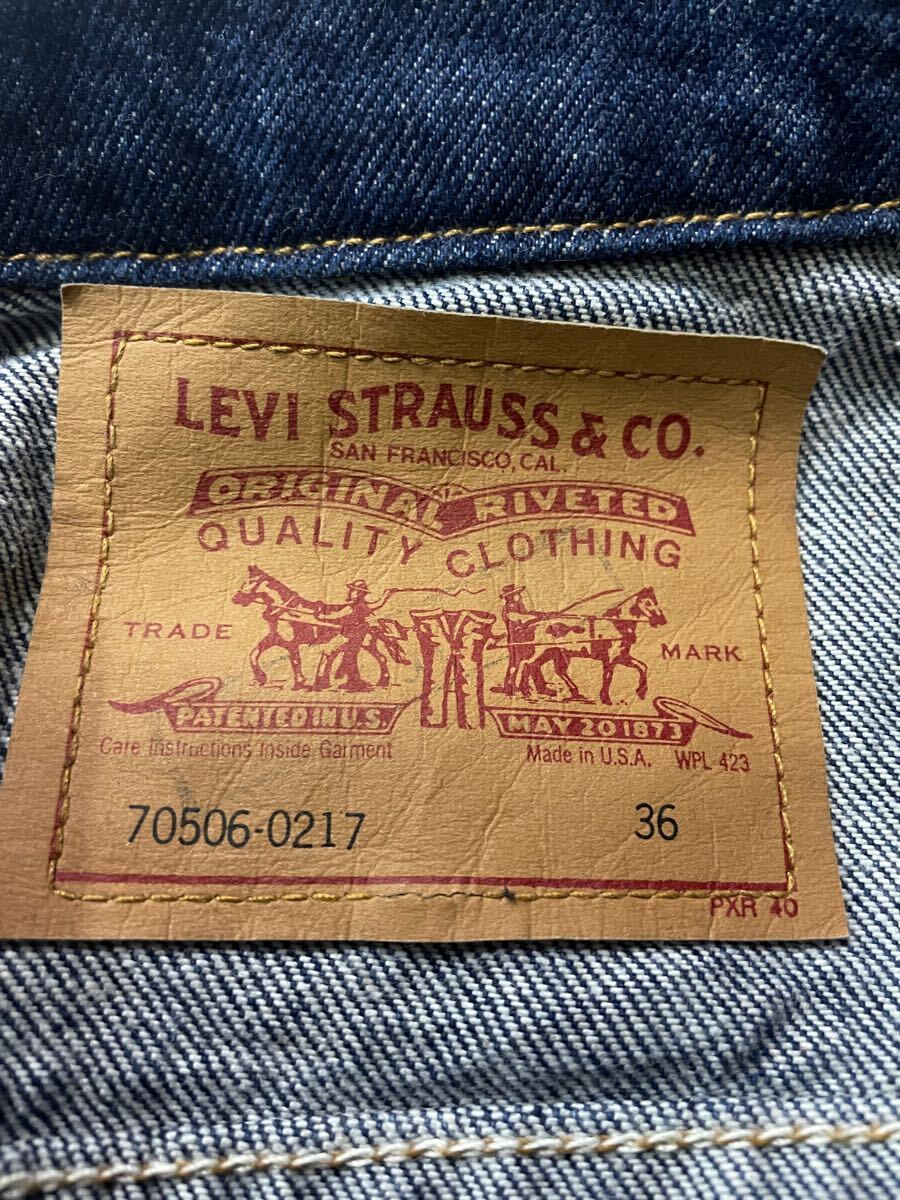 LEVI STRAUSS & CO.
SAN FRANCISCO, CAL.
ORIGINAL RIVETED
QUALITY CLOTHING
TRADE MARK
PATENTED IN U.S. MAY 20 1873
Care Instructions Inside Garment Made in U.S.A. WPL 423
70506-0217 36
PXR 40